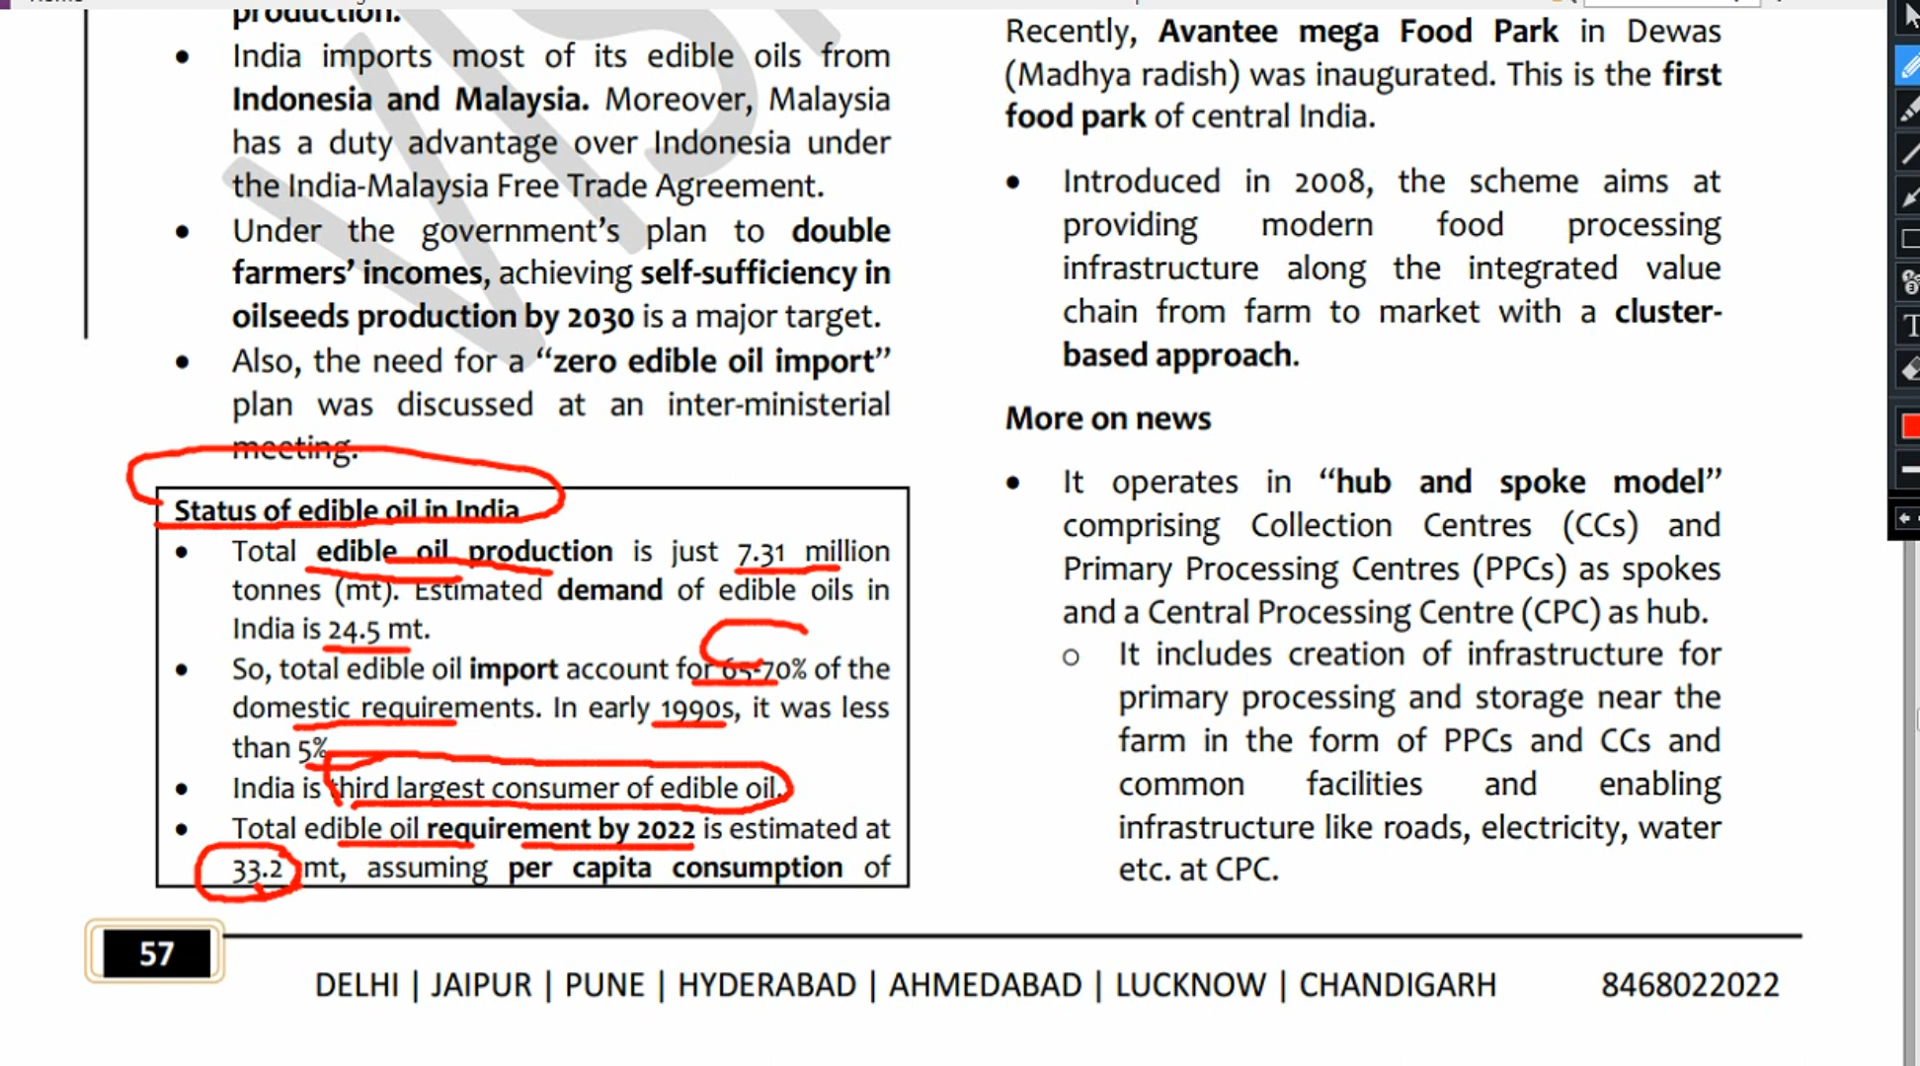 production.
• India imports most of its edible oils from
Indonesia and Malaysia. Moreover, Malaysia
has a duty advantage over Indonesia under
the India-Malaysia Free Trade Agreement.
• Under the government’s plan to double
farmers’ incomes, achieving self-sufficiency in
oilseeds production by 2030 is a major target.
• Also, the need for a “zero edible oil import”
plan was discussed at an inter-ministerial
meeting.
Status of edible oil in India
• Total edible oil production is just 7.31 million
tonnes (mt). Estimated demand of edible oils in
India is 24.5 mt.
• So, total edible oil import account for 65-70% of the
domestic requirements. In early 1990s, it was less
than 5%
• India is third largest consumer of edible oil.
• Total edible oil requirement by 2022 is estimated at
33.2 mt, assuming per capita consumption of
Recently, Avantee mega Food Park in Dewas
(Madhya radish) was inaugurated. This is the first
food park of central India.
• Introduced in 2008, the scheme aims at
providing modern food processing
infrastructure along the integrated value
chain from farm to market with a cluster-
based approach.
More on news
• It operates in “hub and spoke model”
comprising Collection Centres (CCs) and
Primary Processing Centres (PPCs) as spokes
and a Central Processing Centre (CPC) as hub.
o It includes creation of infrastructure for
primary processing and storage near the
farm in the form of PPCs and CCs and
common facilities and enabling
infrastructure like roads, electricity, water
etc. at CPC.
57
DELHI | JAIPUR | PUNE | HYDERABAD | AHMEDABAD | LUCKNOW | CHANDIGARH 8468022022